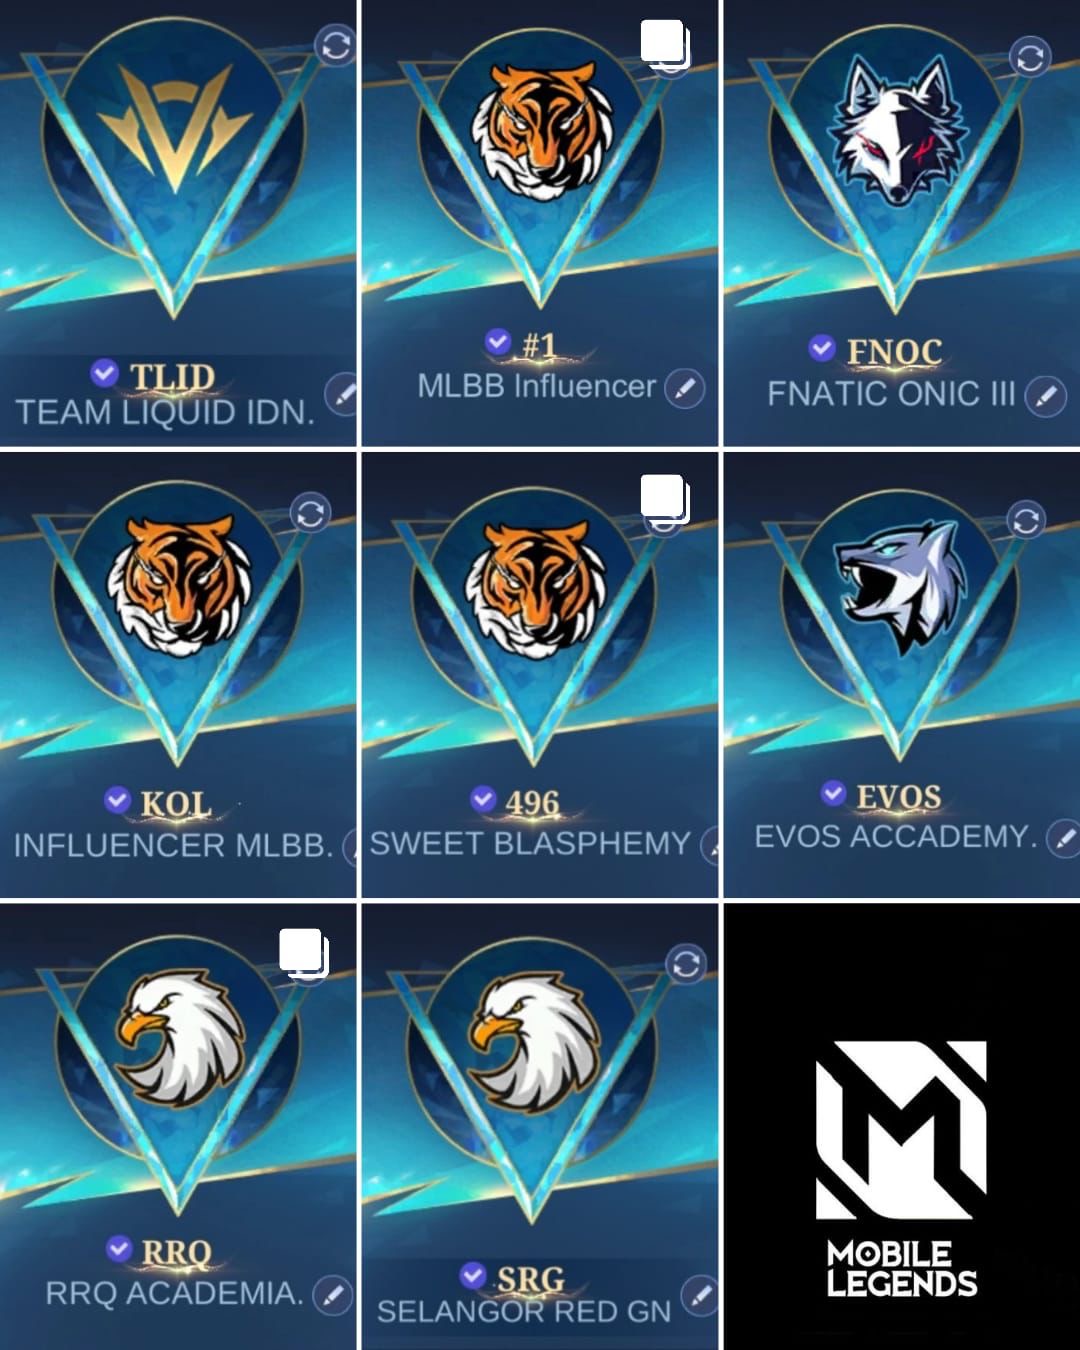 TLID
TEAM LIQUID IDN.
#1
MLBB Influencer
FNOC
FNATIC ONIC III
KOL
INFLUENCER MLBB.
496
SWEET BLASPHEMY
EVOS
EVOS ACCADEMY.
RRQ
RRQ ACADEMIA.
SRG
SELANGOR RED GN
MOBILE
LEGENDS